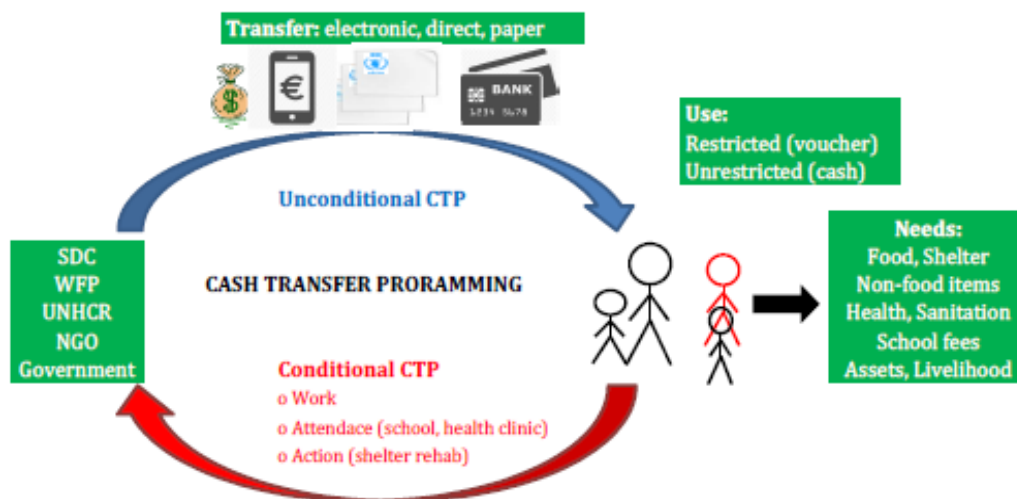 Transfer: electronic, direct, paper
$
€
BANK
1234 5678
Use:
Restricted (voucher)
Unrestricted (cash)
Unconditional CTP
SDC
WFP
UNHCR
NGO
Government
CASH TRANSFER PRORAMMING
Needs:
Food, Shelter
Non-food items
Health, Sanitation
School fees
Assets, Livelihood
Conditional CTP
o Work
o Attendace (school, health clinic)
o Action (shelter rehab)